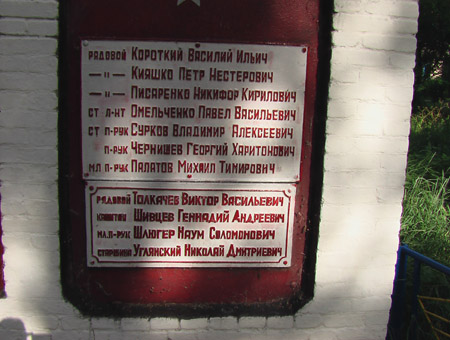 РЯДОВОЙ КОРОТКИЙ ВАСИЛИЙ ИЛЬИЧ
—〃— КИЯШКО ПЕТР НЕСТЕРОВИЧ
—〃— ПИСАРЕНКО НИКИФОР КИРИЛОВИЧ
СТ Л-НТ ОМЕЛЬЧЕНКО ПАВЕЛ ВАСИЛЬЕВИЧ
СТ П-РУК СУРКОВ ВЛАДИМИР АЛЕКСЕЕВИЧ
П-РУК ЧЕРНИШЕВ ГЕОРГИЙ ХАРИТОНОВИЧ
МЛ П-РУК ПАЛАТОВ МИХАИЛ ТИМИРОВИЧ
РЯДОВОЙ ТОЛКАЧЕВ ВИКТОР ВАСИЛЬЕВИЧ
КАПИТАН ШИВЦЕВ ГЕННАДИЙ АНДРЕЕВИЧ
МЛ.П-РУК ШЛЮГЕР НАУМ СОЛОМОНОВИЧ
СТАРШИНА УГЛЯНСКИЙ НИКОЛАЙ ДМИТРИЕВИЧ